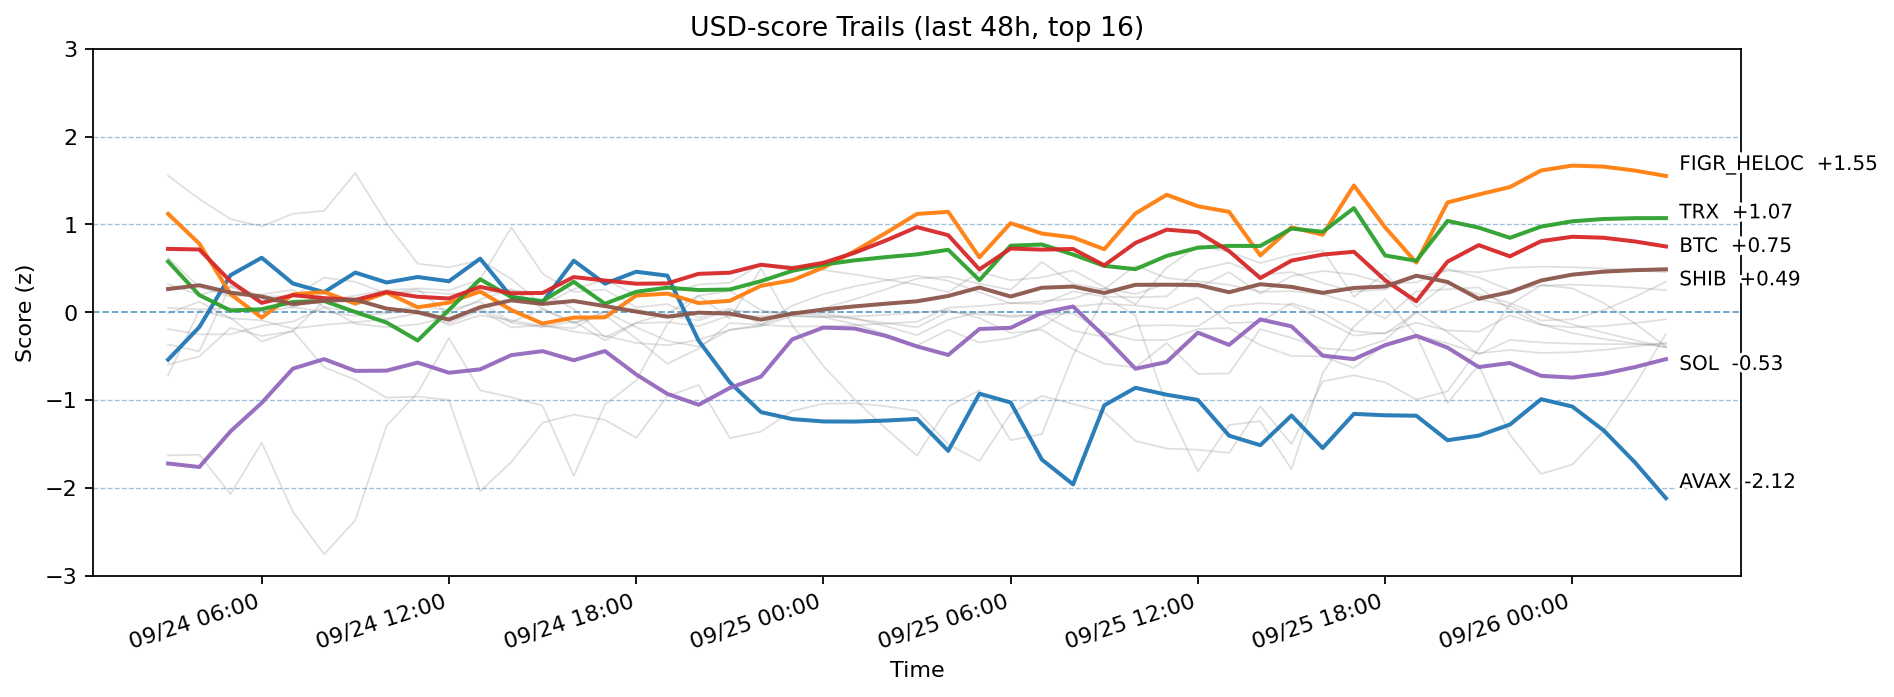 USD-score Trails (last 48h, top 16)
Score (z)
3
2
1
0
−1
−2
−3
FIGR_HELOC +1.55
TRX +1.07
BTC +0.75
SHIB +0.49
SOL -0.53
AVAX -2.12
09/24 06:00
09/24 12:00
09/24 18:00
09/25 00:00
09/25 06:00
09/25 12:00
09/25 18:00
09/26 00:00
Time